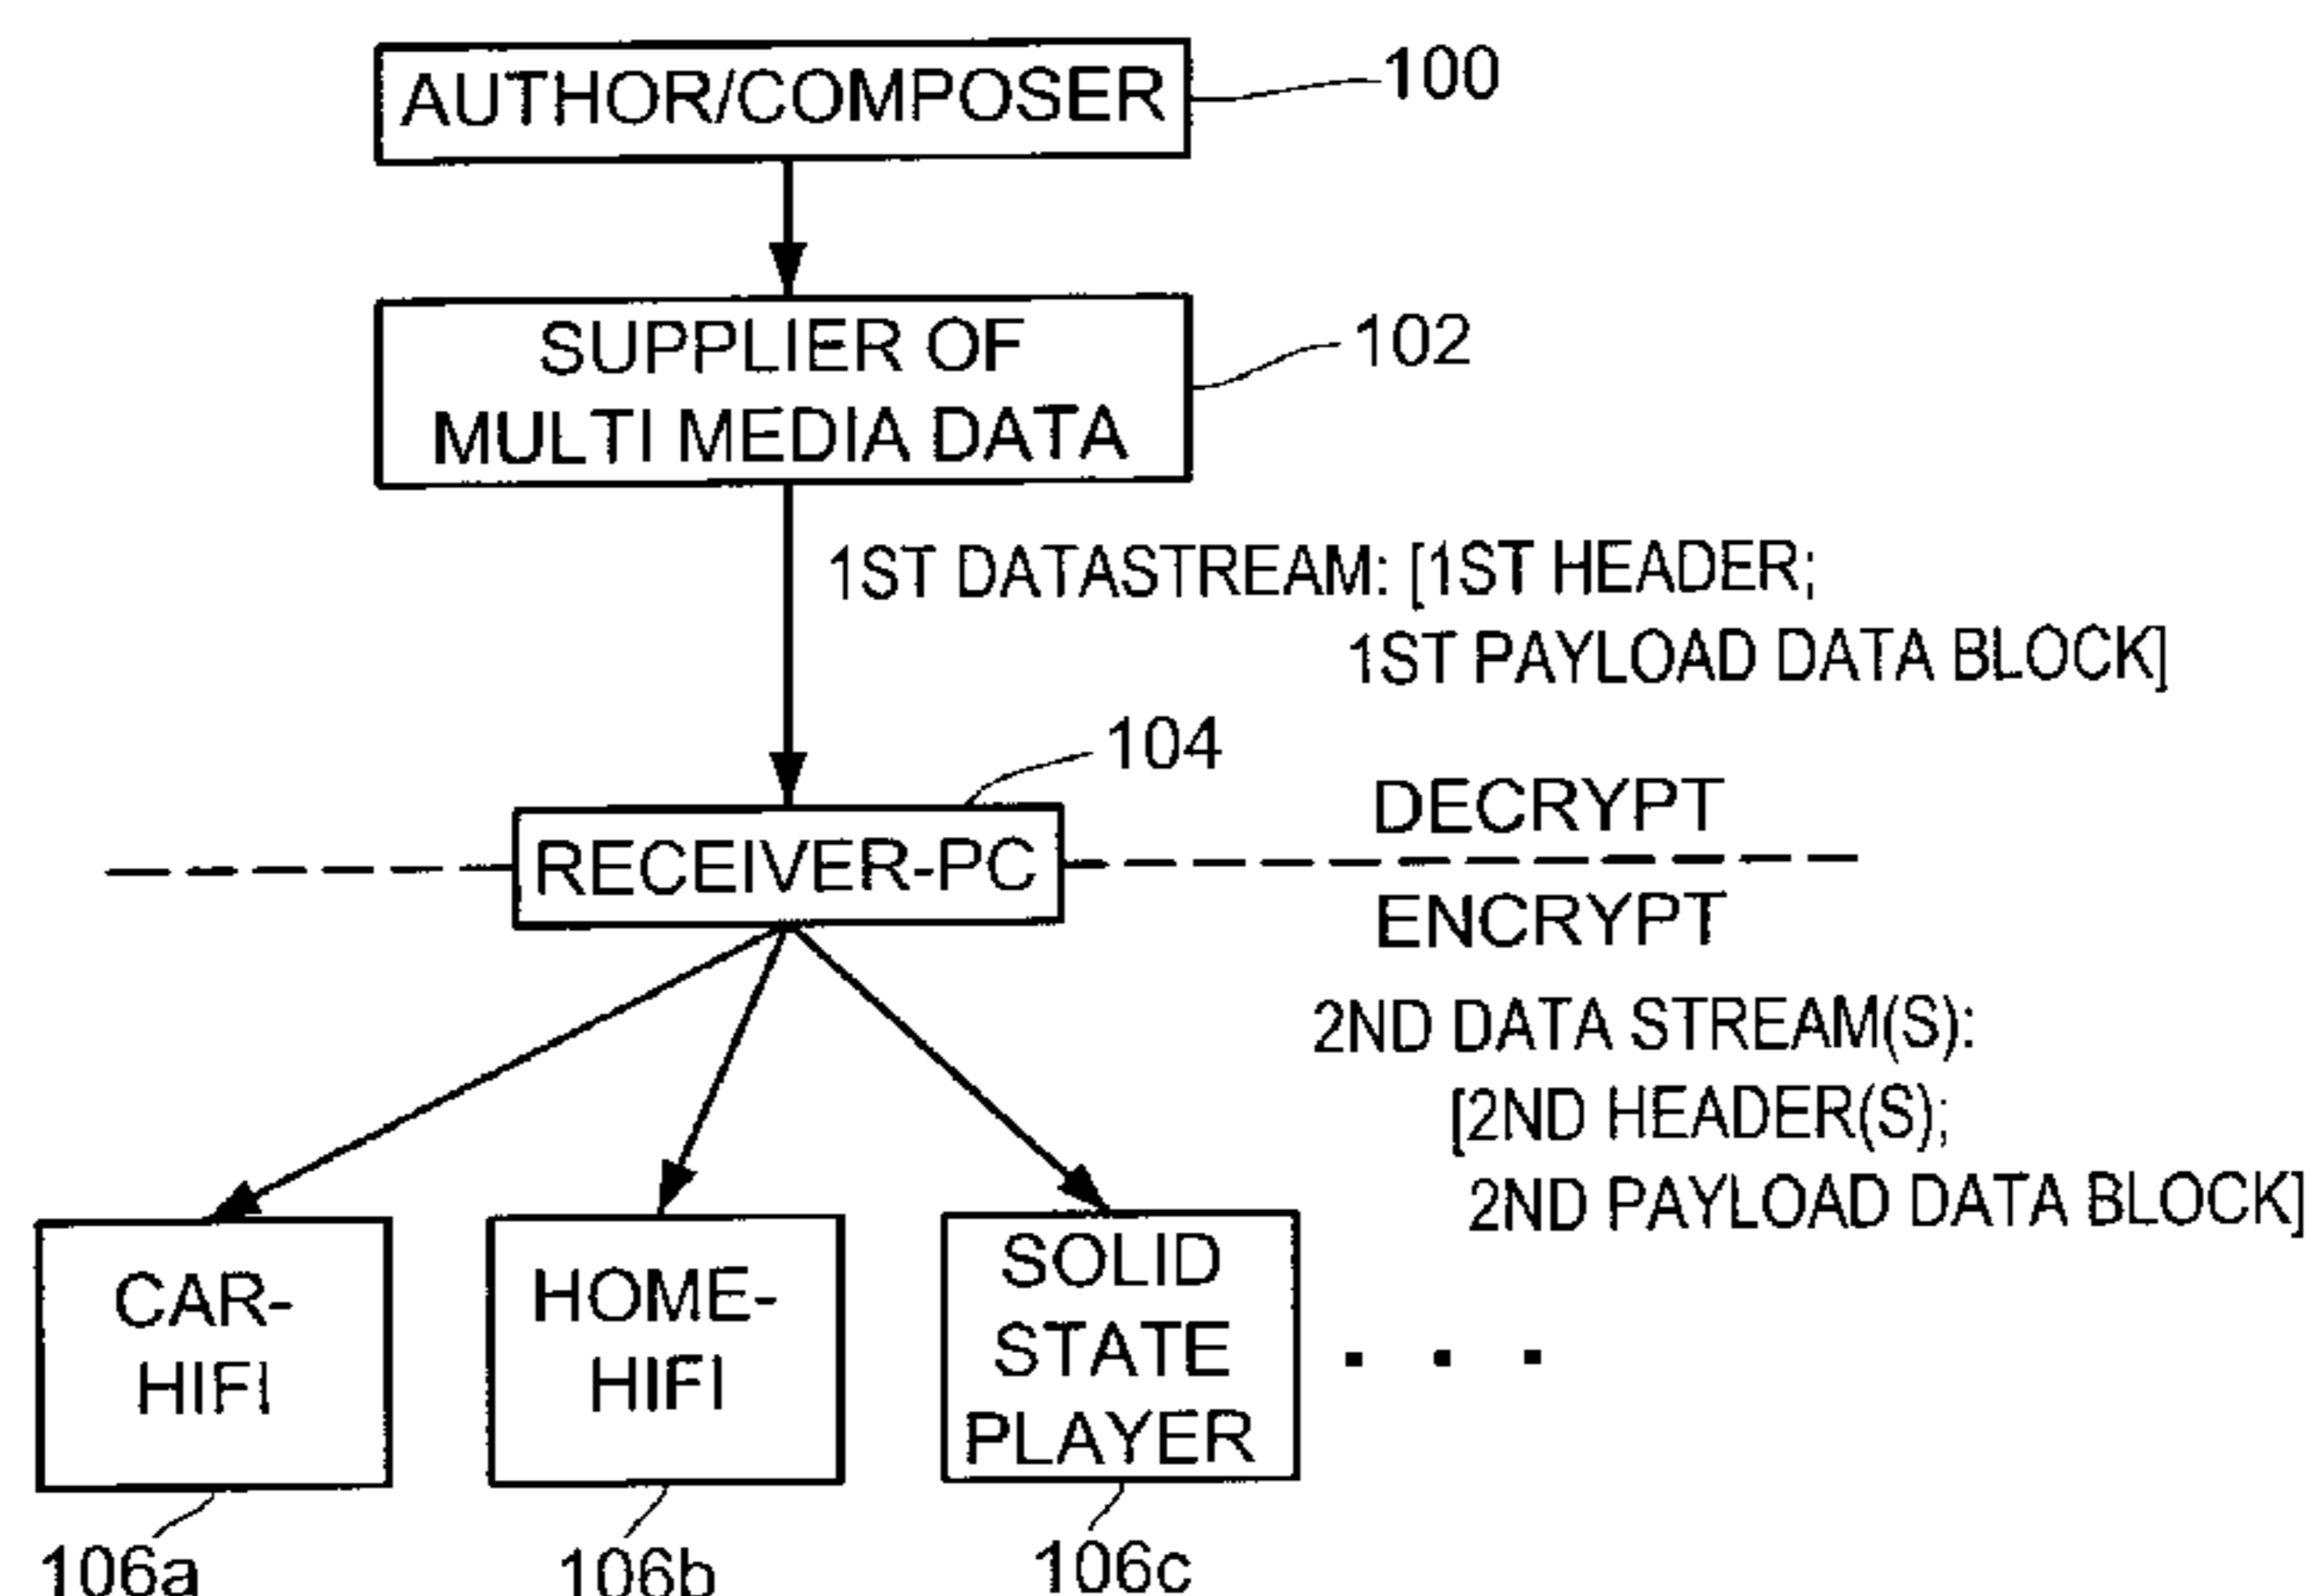 AUTHOR/COMPOSER
100
SUPPLIER OF
MULTI MEDIA DATA
102
1ST DATASTREAM: [1ST HEADER;
1ST PAYLOAD DATA BLOCK]
104
RECEIVER-PC
DECRYPT
ENCRYPT
2ND DATA STREAM(S):
[2ND HEADER(S);
2ND PAYLOAD DATA BLOCK]
CAR-
HIFI
HOME-
HIFI
SOLID
STATE
PLAYER
. . .
106a
106b
106c